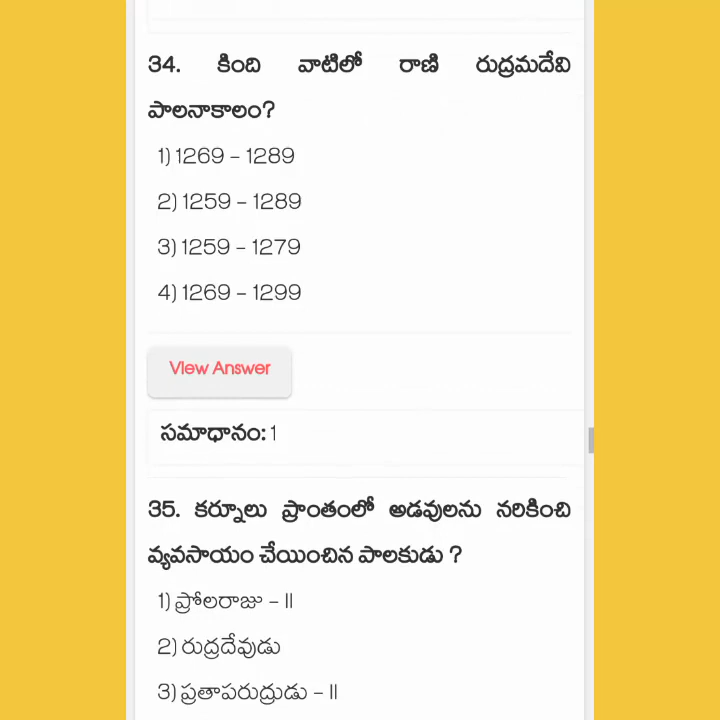 34. కింది వాటిలో రాణి రుద్రమదేవి
పాలనాకాలం?
1) 1269 – 1289
2) 1259 – 1289
3) 1259 – 1279
4) 1269 – 1299
View Answer
సమాధానం: 1
35. కర్నూలు ప్రాంతంలో అడవులను నరికించి
వ్యవసాయం చేయించిన పాలకుడు ?
1) ప్రోలరాజు – II
2) రుద్రదేవుడు
3) ప్రతాపరుద్రుడు – II